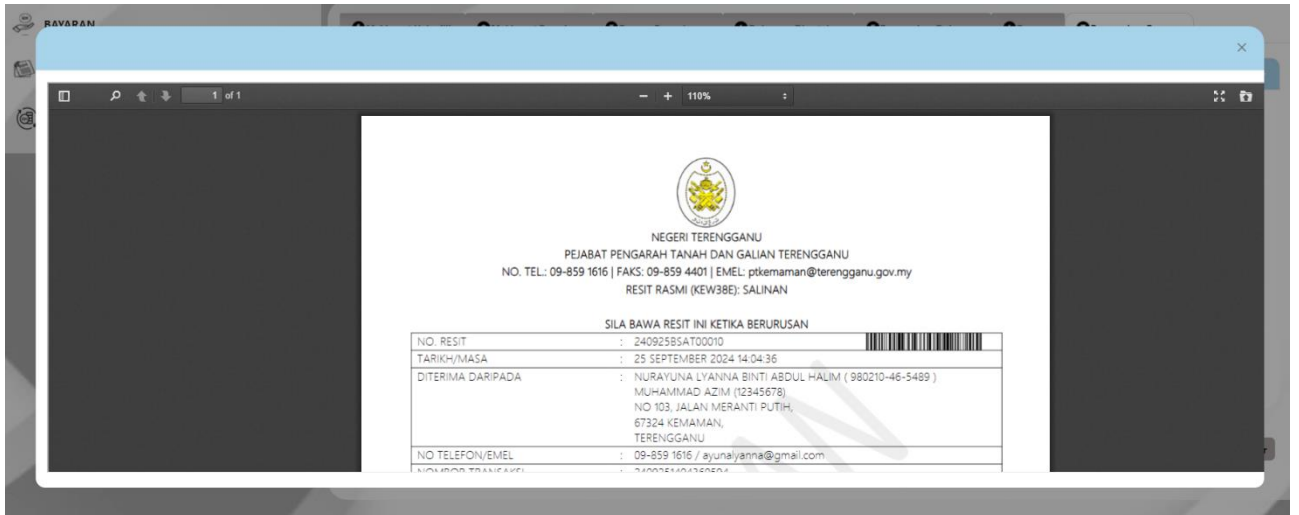 BAYARAN
1 of 1
110%
NEGERI TERENGGANU
PEJABAT PENGARAH TANAH DAN GALIAN TERENGGANU
NO. TEL.: 09-859 1616 | FAKS: 09-859 4401 | EMEL: ptkemaman@terengganu.gov.my
RESIT RASMI (KEW38E): SALINAN
SILA BAWA RESIT INI KETIKA BERURUSAN
NO. RESIT : 240925BSAT00010
TARIKH/MASA : 25 SEPTEMBER 2024 14:04:36
DITERIMA DARIPADA : NURAYUNA LYANNA BINTI ABDUL HALIM ( 980210-46-5489 )
MUHAMMAD AZIM (12345678)
NO 103, JALAN MERANTI PUTIH,
67324 KEMAMAN,
TERENGGANU
NO TELEFON/EMEL : 09-859 1616 / ayunalyanna@gmail.com
NOMBOR TRANSAKSI :